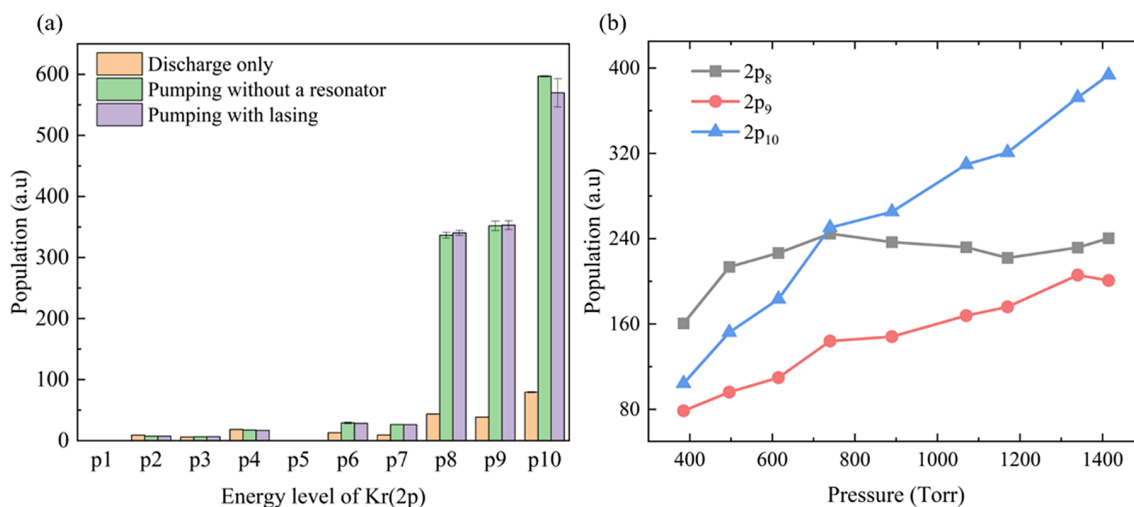 (a)
Discharge only
Pumping without a resonator
Pumping with lasing
600
500
400
300
200
100
0
Population (a.u)
p1 p2 p3 p4 p5 p6 p7 p8 p9 p10
Energy level of Kr(2p)
(b)
2p₈
2p₉
2p₁₀
400
320
240
160
80
Population (a.u)
400 600 800 1000 1200 1400
Pressure (Torr)